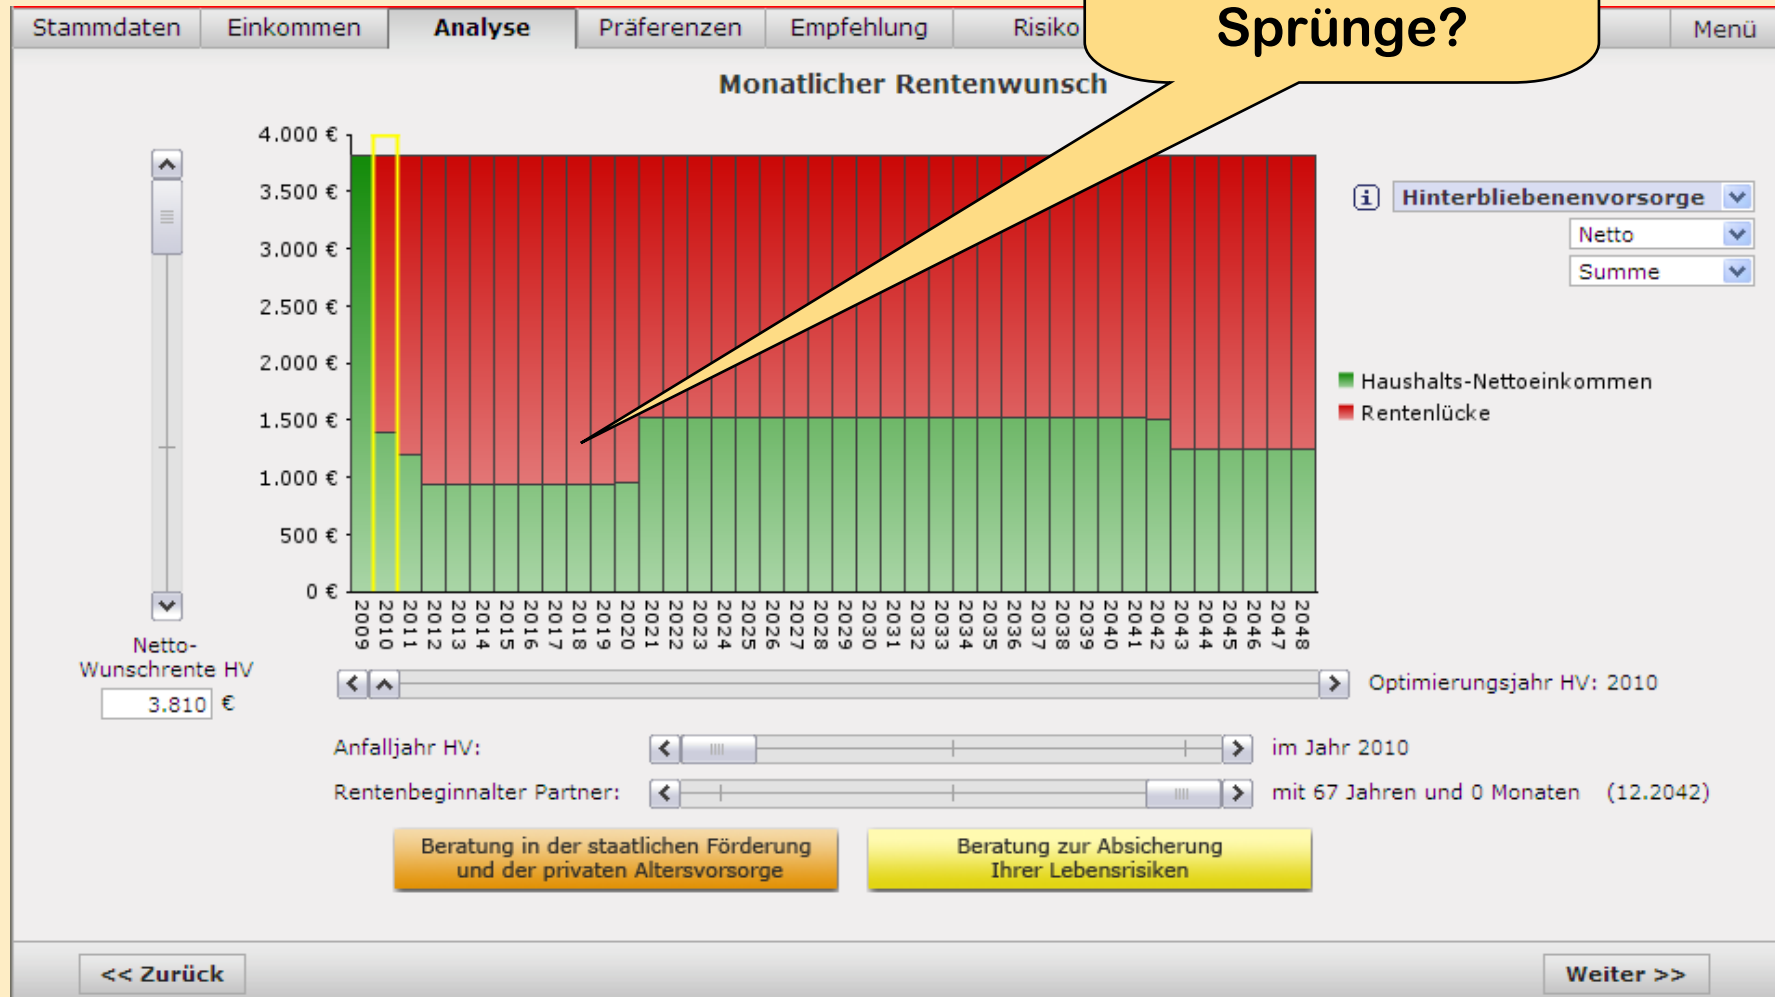 Stammdaten Einkommen Analyse Präferenzen Empfehlung Risiko Menü
Sprünge?
Monatlicher Rentenwunsch
4.000 €
3.500 €
3.000 €
2.500 €
2.000 €
1.500 €
1.000 €
500 €
0 €
2009 2010 2011 2012 2013 2014 2015 2016 2017 2018 2019 2020 2021 2022 2023 2024 2025 2026 2027 2028 2029 2030 2031 2032 2033 2034 2035 2036 2037 2038 2039 2040 2041 2042 2043 2044 2045 2046 2047 2048
i Hinterbliebenenvorsorge
Netto
Summe
Haushalts-Nettoeinkommen
Rentenlücke
Netto-
Wunschrente HV
3.810 €
Optimierungsjahr HV: 2010
Anfalljahr HV: im Jahr 2010
Rentenbeginnalter Partner: mit 67 Jahren und 0 Monaten (12.2042)
Beratung in der staatlichen Förderung
und der privaten Altersvorsorge
Beratung zur Absicherung
Ihrer Lebensrisiken
<< Zurück Weiter >>